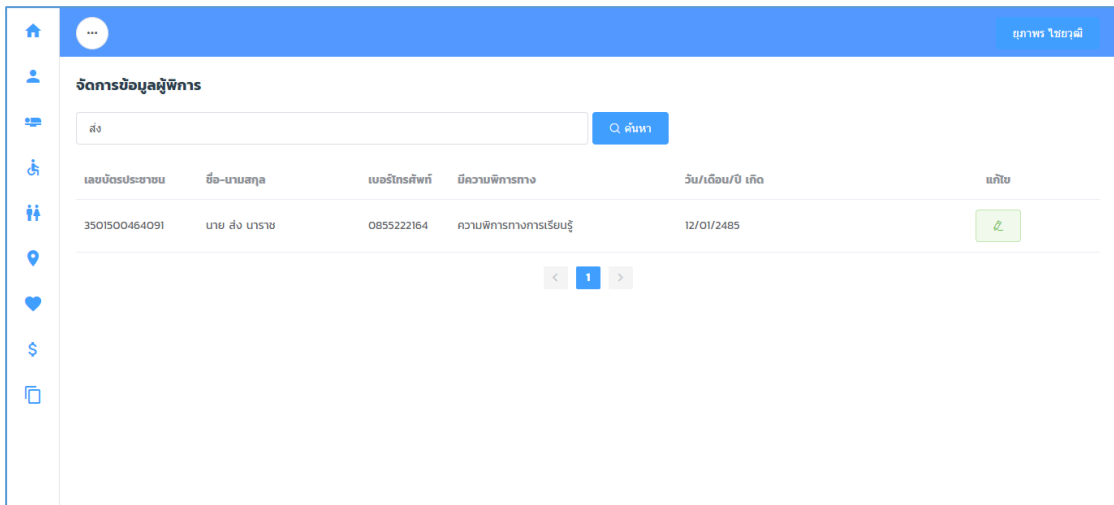 ยุภาพร ไชยวุฒิ
จัดการข้อมูลผู้พิการ
ส่ง
ค้นหา
เลขบัตรประชาชน ชื่อ-นามสกุล เบอร์โทรศัพท์ มีความพิการทาง วัน/เดือน/ปี เกิด แก้ไข
3501500464091 นาย ส่ง นาราช 0855222164 ความพิการทางการเรียนรู้ 12/01/2485
1